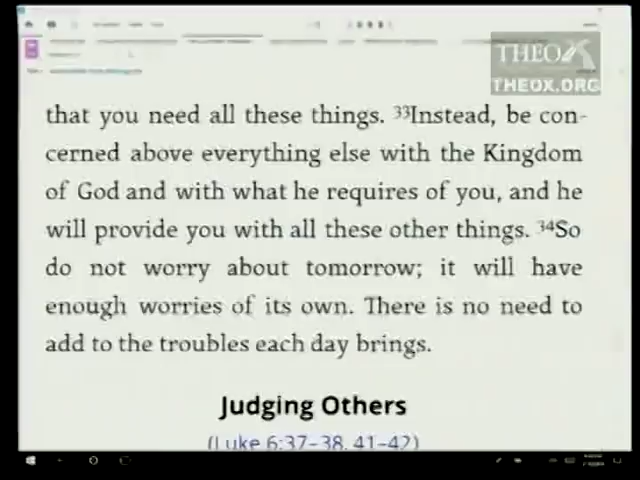 THEOX
THEOX.ORG
that you need all these things. ³³Instead, be con-
cerned above everything else with the Kingdom
of God and with what he requires of you, and he
will provide you with all these other things. ³⁴So
do not worry about tomorrow; it will have
enough worries of its own. There is no need to
add to the troubles each day brings.
Judging Others
(Luke 6:37–38, 41–42)